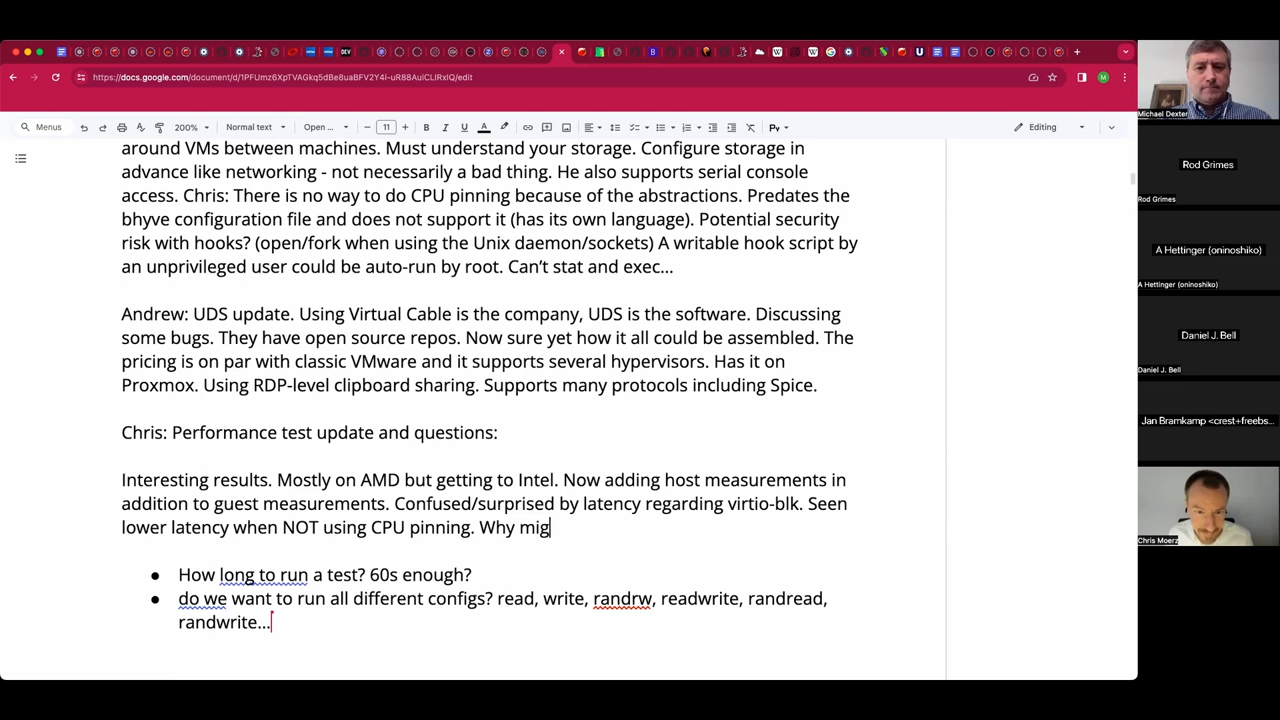 https://docs.google.com/document/d/1PFUmz6XpTVAGkq5dBe8uaBFV2Y4i-uR88AuiCLlRxIQ/edit
Menus 200% Normal text Open ... 11 Editing
around VMs between machines. Must understand your storage. Configure storage in
advance like networking - not necessarily a bad thing. He also supports serial console
access. Chris: There is no way to do CPU pinning because of the abstractions. Predates the
bhyve configuration file and does not support it (has its own language). Potential security
risk with hooks? (open/fork when using the Unix daemon/sockets) A writable hook script by
an unprivileged user could be auto-run by root. Can’t stat and exec...
Andrew: UDS update. Using Virtual Cable is the company, UDS is the software. Discussing
some bugs. They have open source repos. Now sure yet how it all could be assembled. The
pricing is on par with classic VMware and it supports several hypervisors. Has it on
Proxmox. Using RDP-level clipboard sharing. Supports many protocols including Spice.
Chris: Performance test update and questions:
Interesting results. Mostly on AMD but getting to Intel. Now adding host measurements in
addition to guest measurements. Confused/surprised by latency regarding virtio-blk. Seen
lower latency when NOT using CPU pinning. Why mig
● How long to run a test? 60s enough?
● do we want to run all different configs? read, write, randrw, readwrite, randread,
randwrite...
Michael Dexter
Rod Grimes
Rod Grimes
A Hettinger (oninoshiko)
A Hettinger (oninoshiko)
Daniel J. Bell
Daniel J. Bell
Jan Bramkamp <crest+freebs...
Chris Moerz